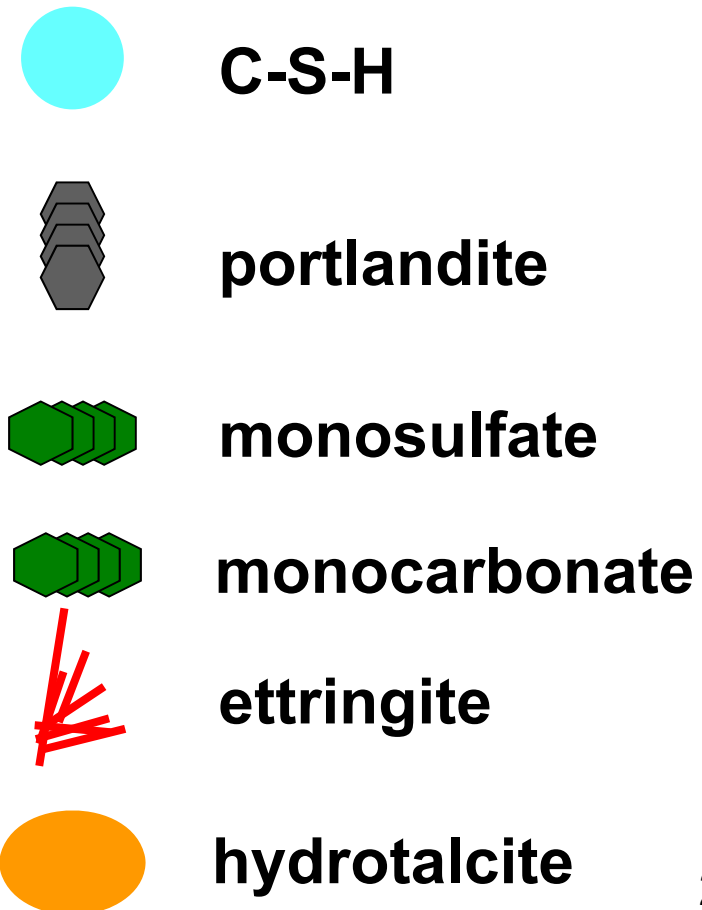 C-S-H
portlandite
monosulfate
monocarbonate
ettringite
hydrotalcite